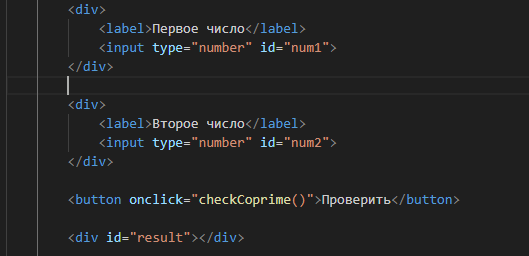 <div>
<label>Первое число</label>
<input type="number" id="num1">
</div>
<div>
<label>Второе число</label>
<input type="number" id="num2">
</div>
<button onclick="checkCoprime()">Проверить</button>
<div id="result"></div>